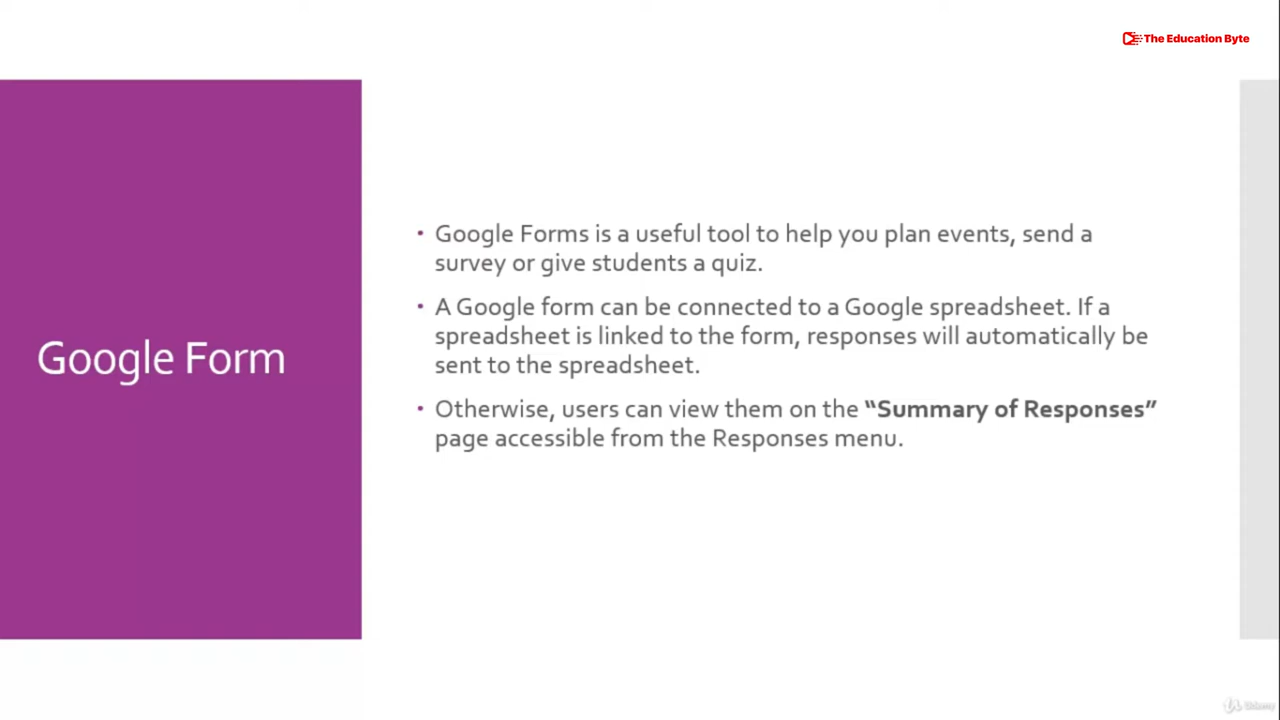 The Education Byte
Google Form
• Google Forms is a useful tool to help you plan events, send a
survey or give students a quiz.
• A Google form can be connected to a Google spreadsheet. If a
spreadsheet is linked to the form, responses will automatically be
sent to the spreadsheet.
• Otherwise, users can view them on the “Summary of Responses”
page accessible from the Responses menu.